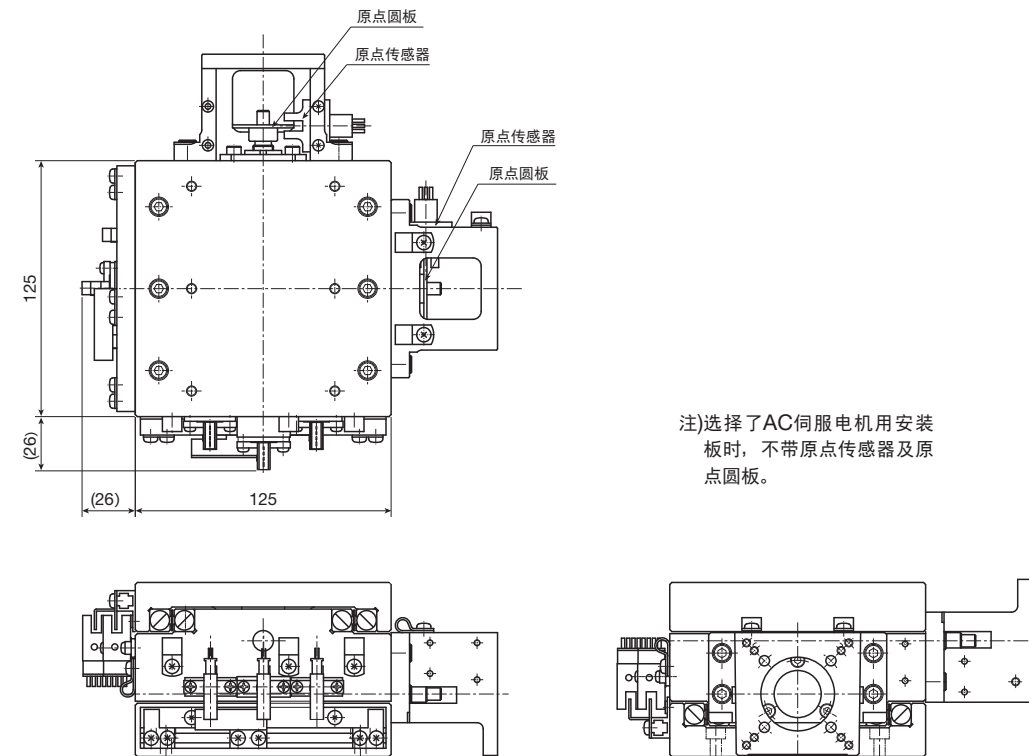 原点圆板
原点传感器
原点传感器
原点圆板
125
(26)
(26)
125
注)选择了AC伺服电机用安装
板时，不带原点传感器及原
点圆板。